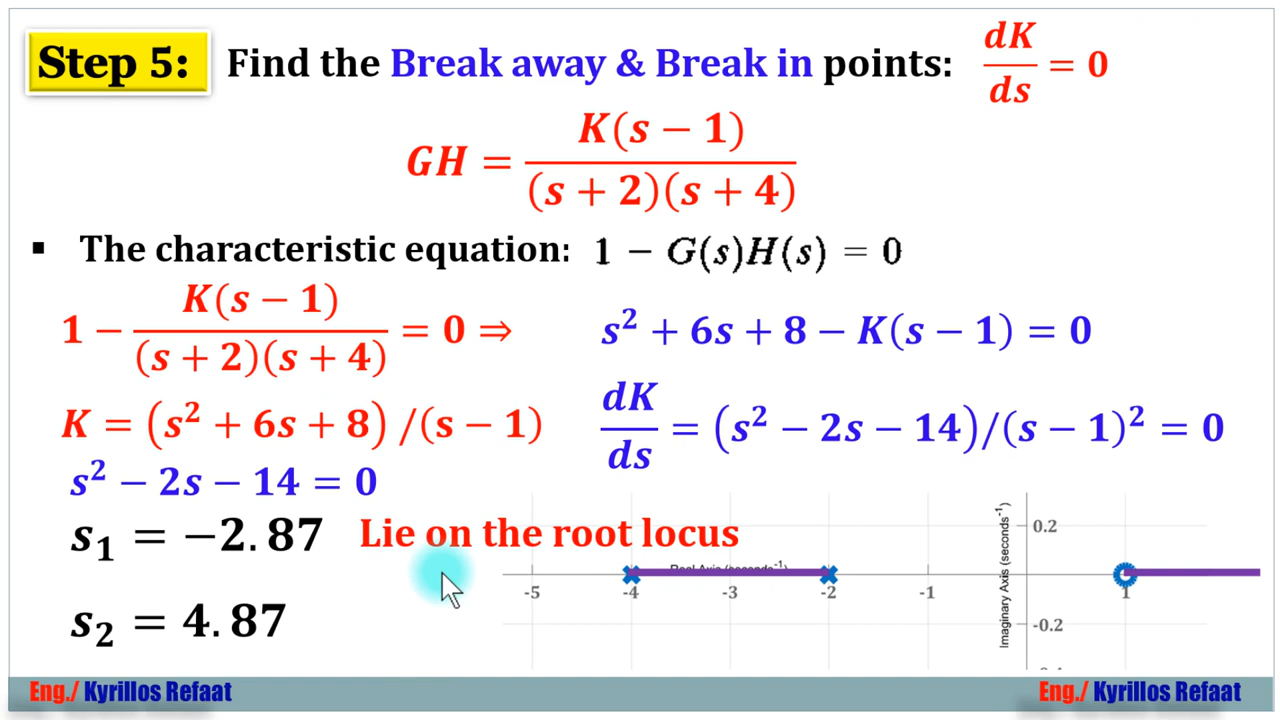 Step 5: Find the Break away & Break in points: dK/ds = 0
GH = K(s − 1)/(s + 2)(s + 4)
▪ The characteristic equation: 1 − G(s)H(s) = 0
1 − K(s − 1)/(s + 2)(s + 4) = 0 ⇒ s² + 6s + 8 − K(s − 1) = 0
K = (s² + 6s + 8) /(s − 1) dK/ds = (s² − 2s − 14)/(s − 1)² = 0
s² − 2s − 14 = 0
s₁ = −2.87 Lie on the root locus
s₂ = 4.87
0.2
Real Axis (seconds⁻¹)
-5 -4 -3 -2 -1 1
-0.2
Imaginary Axis (seconds⁻¹)
Eng./ Kyrillos Refaat Eng./ Kyrillos Refaat